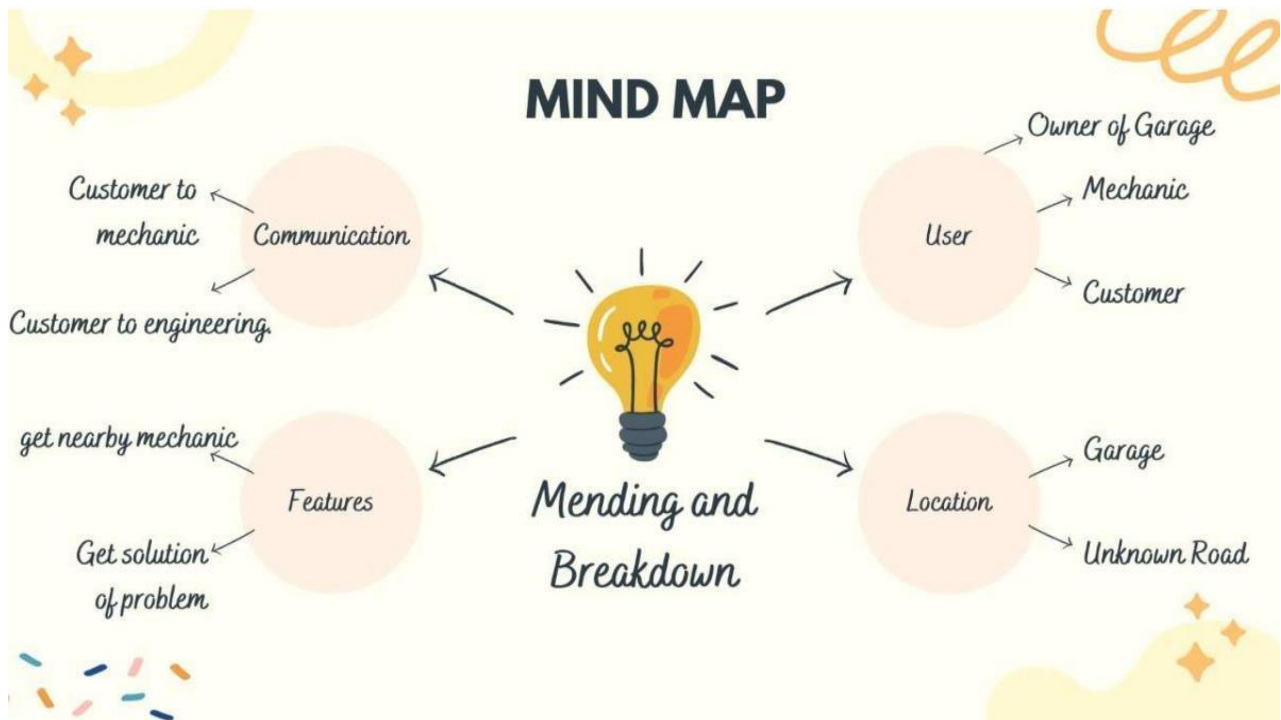 MIND MAP
Customer to
mechanic
Communication
Customer to engineering.
User
Owner of Garage
Mechanic
Customer
get nearby mechanic
Features
Get solution
of problem
Mending and
Breakdown
Location
Garage
Unknown Road